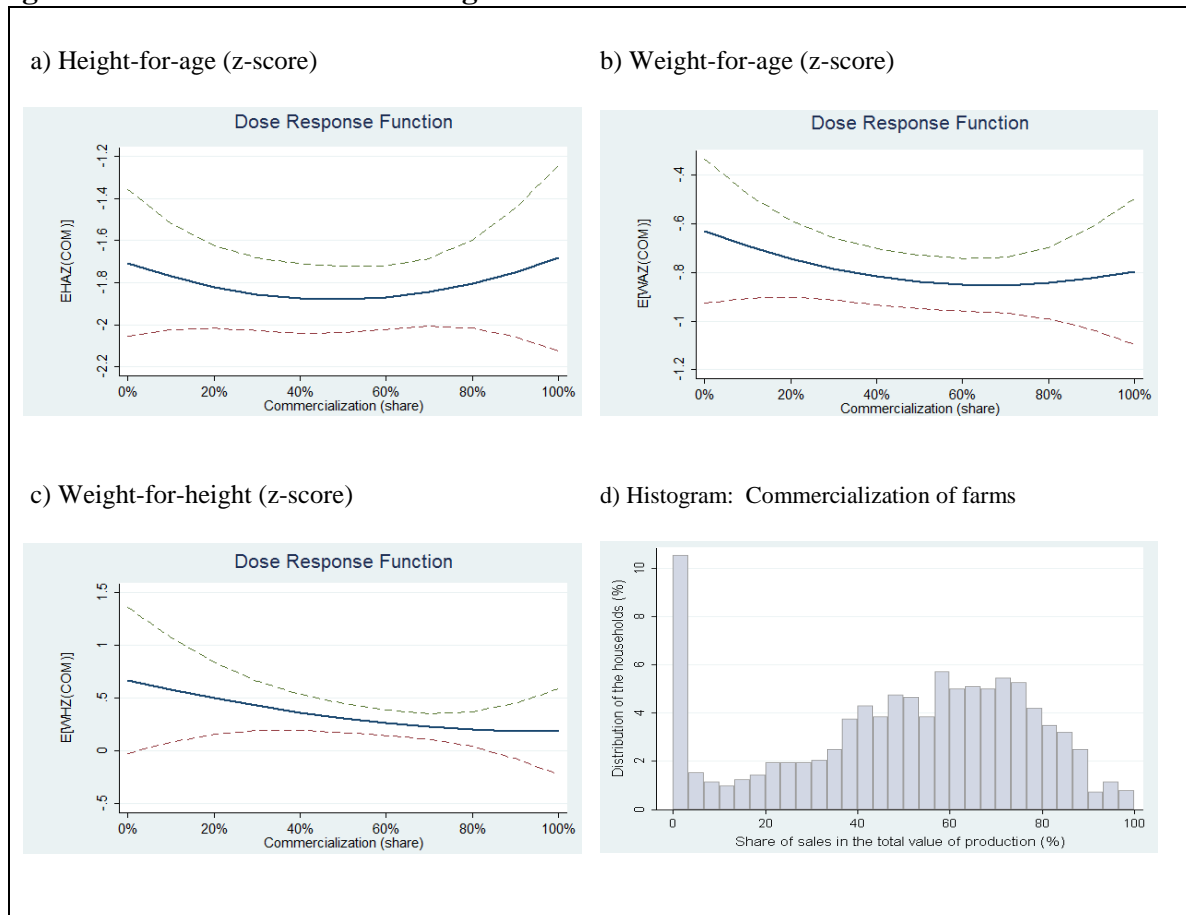 a) Height-for-age (z-score)
Dose Response Function
EHAZ(COM)]
-1.2
-1.4
-1.6
-1.8
-2
-2.2
0% 20% 40% 60% 80% 100%
Commercialization (share)
b) Weight-for-age (z-score)
Dose Response Function
E[WAZ(COM)]
-.4
-.6
-.8
-1
-1.2
0% 20% 40% 60% 80% 100%
Commercialization (share)
c) Weight-for-height (z-score)
Dose Response Function
E[WHZ(COM)]
1.5
1
.5
0
-.5
0% 20% 40% 60% 80% 100%
Commercialization (share)
d) Histogram: Commercialization of farms
Distribution of the households (%)
10
8
6
4
2
0
0 20 40 60 80 100
Share of sales in the total value of production (%)